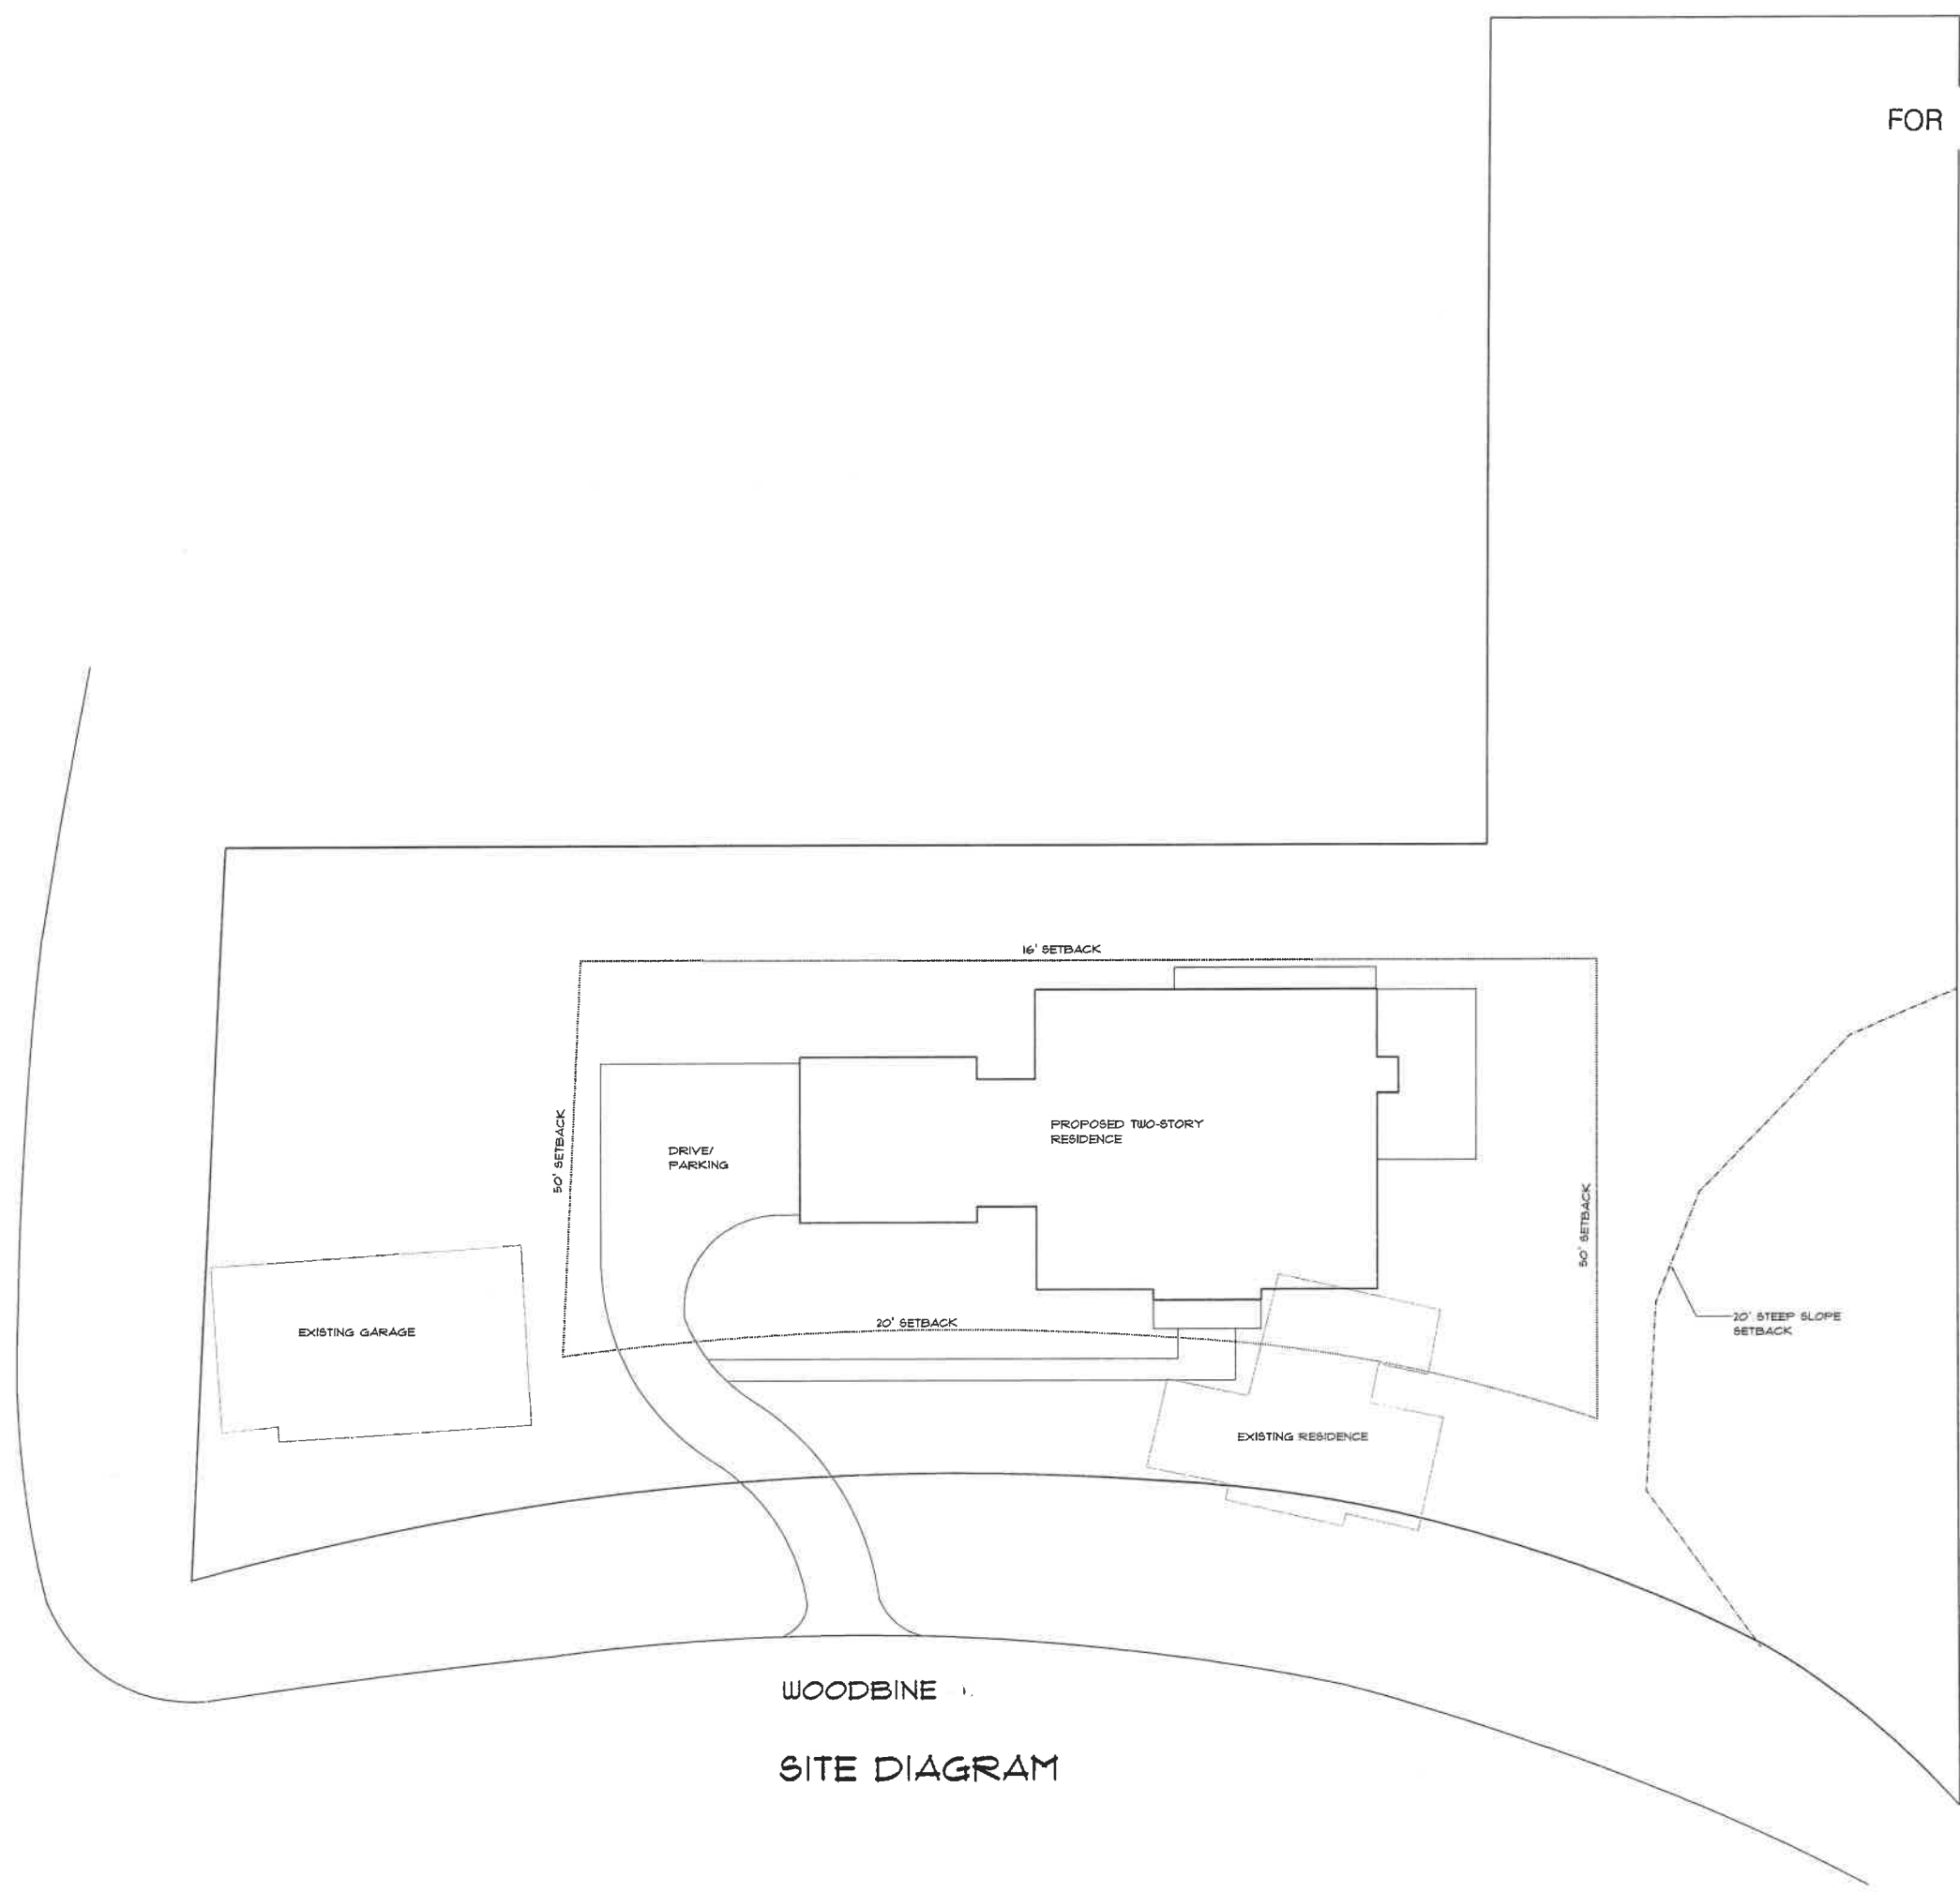 FOR
16' SETBACK
50' SETBACK
PROPOSED TWO-STORY
RESIDENCE
DRIVE/
PARKING
50' SETBACK
20' SETBACK
EXISTING GARAGE
20' STEEP SLOPE
SETBACK
EXISTING RESIDENCE
WOODBINE
SITE DIAGRAM